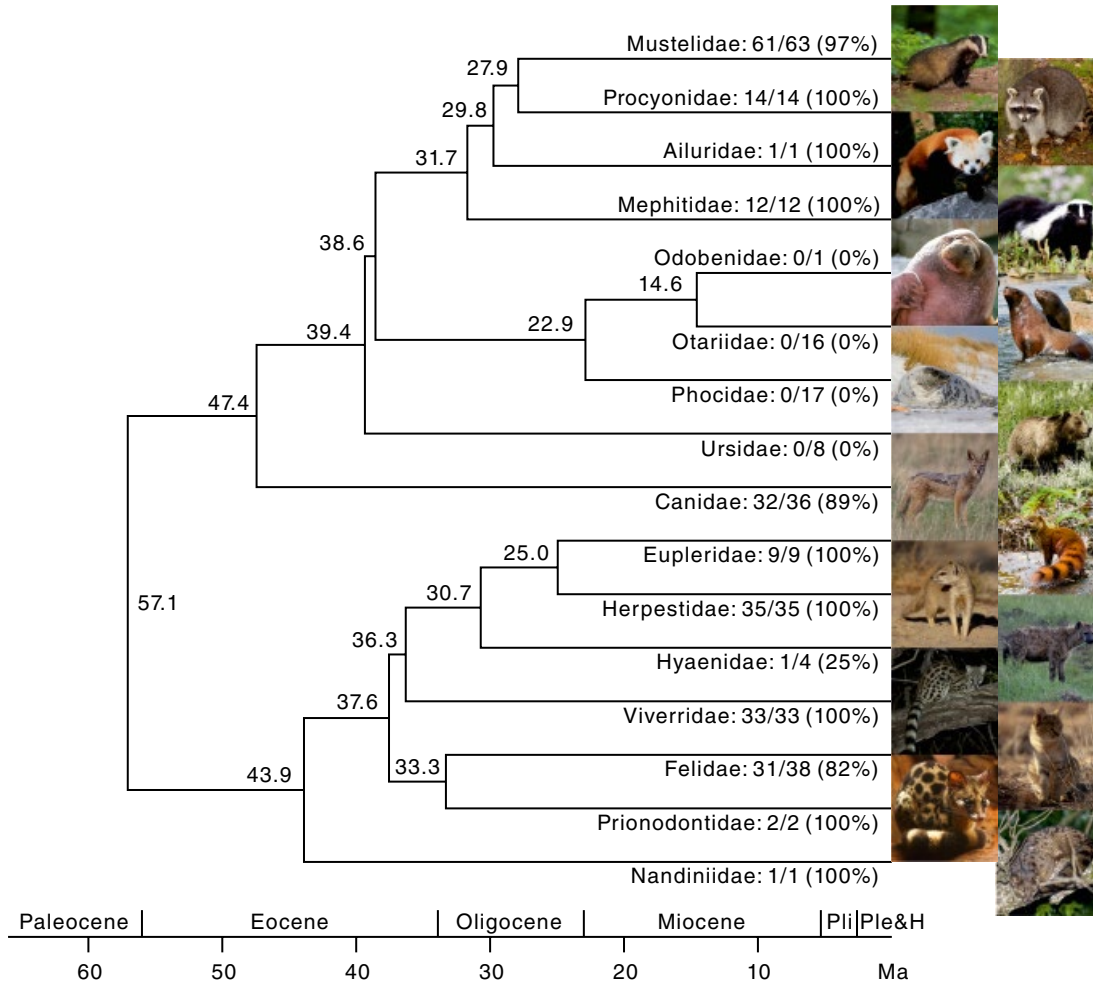 Mustelidae: 61/63 (97%)
27.9
Procyonidae: 14/14 (100%)
29.8
Ailuridae: 1/1 (100%)
31.7
Mephitidae: 12/12 (100%)
38.6
Odobenidae: 0/1 (0%)
14.6
22.9
39.4
Otariidae: 0/16 (0%)
Phocidae: 0/17 (0%)
47.4
Ursidae: 0/8 (0%)
Canidae: 32/36 (89%)
25.0
Eupleridae: 9/9 (100%)
30.7
57.1
Herpestidae: 35/35 (100%)
36.3
Hyaenidae: 1/4 (25%)
37.6
Viverridae: 33/33 (100%)
43.9
33.3
Felidae: 31/38 (82%)
Prionodontidae: 2/2 (100%)
Nandiniidae: 1/1 (100%)
Paleocene Eocene Oligocene Miocene Pli Ple&H
60 50 40 30 20 10 Ma